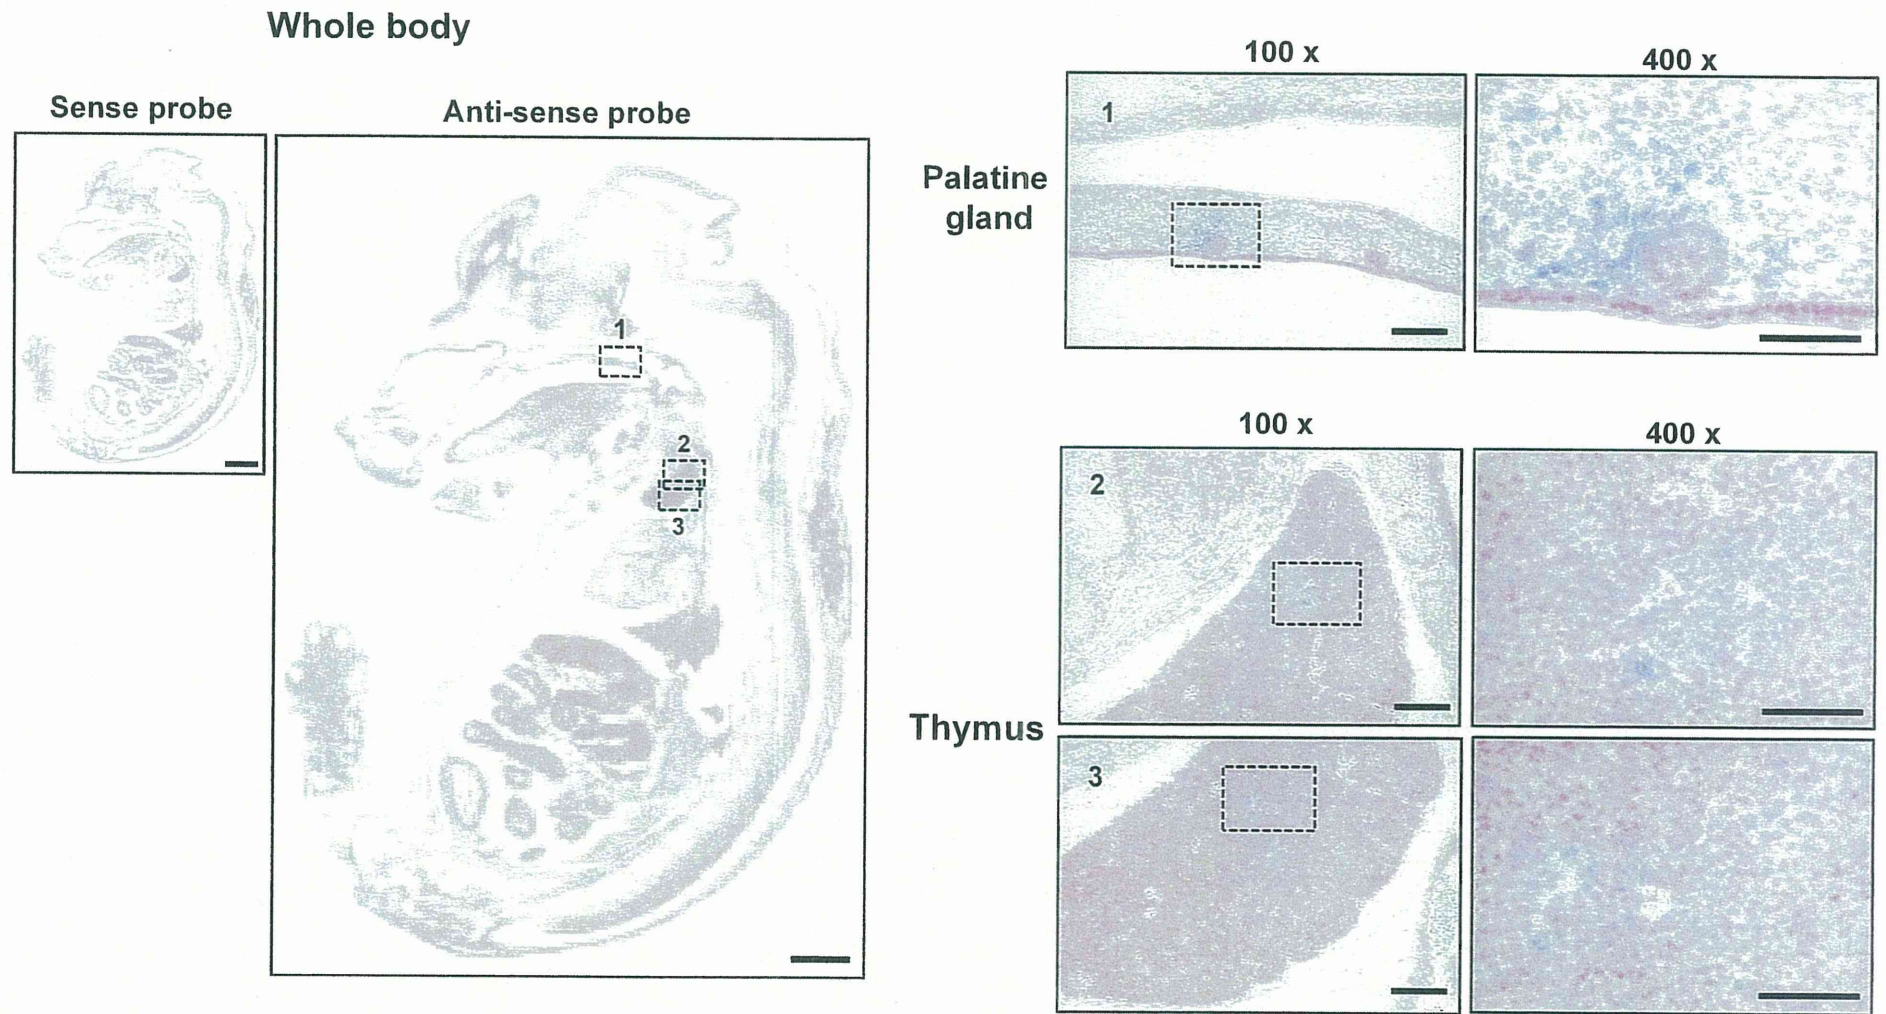 Whole body
Sense probe
Anti-sense probe
1
2
3
Palatine
gland
100 x
400 x
1
Thymus
100 x
400 x
2
3